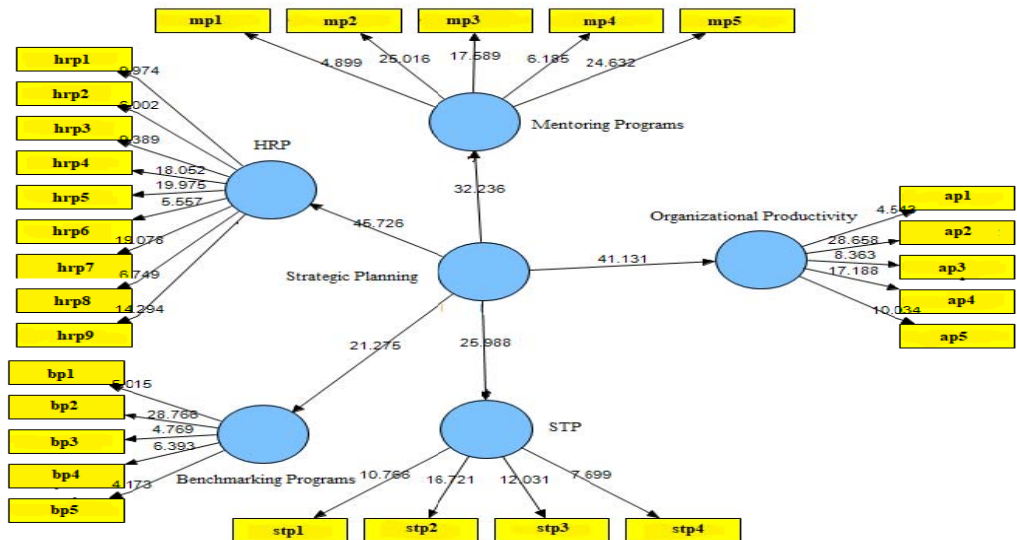 mp1
mp2
mp3
mp4
mp5
4.899
25.016
17.589
6.185
24.632
Mentoring Programs
hrp1
hrp2
hrp3
hrp4
hrp5
hrp6
hrp7
hrp8
hrp9
9.974
6.002
9.389
18.052
19.975
5.557
19.078
6.749
14.294
HRP
45.726
32.236
Strategic Planning
41.131
Organizational Productivity
ap1
ap2
ap3
ap4
ap5
4.543
28.658
8.363
17.188
10.034
21.275
25.988
bp1
bp2
bp3
bp4
bp5
5.015
28.766
4.769
6.393
4.173
Benchmarking Programs
STP
10.766
16.721
12.031
7.699
stp1
stp2
stp3
stp4